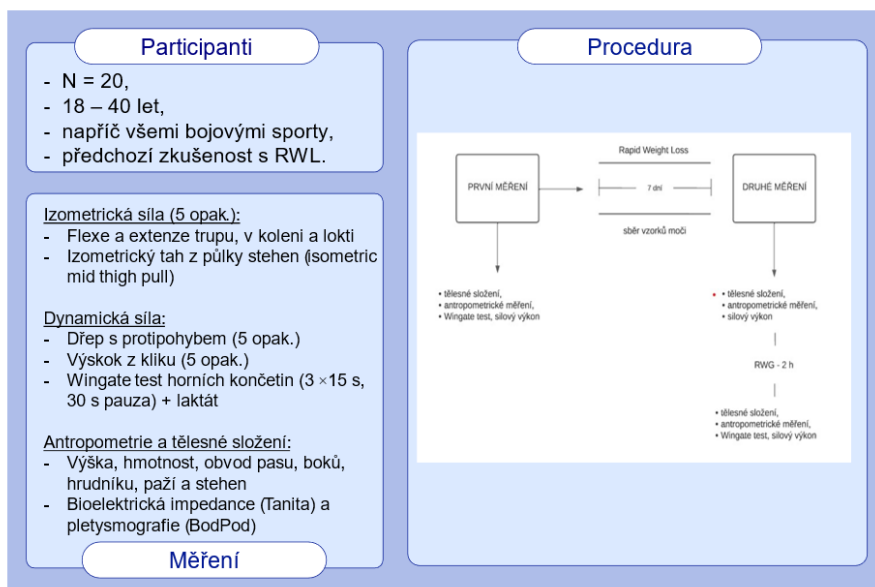 Participanti
- N = 20,
- 18 – 40 let,
- napříč všemi bojovými sporty,
- předchozí zkušenost s RWL.
Izometrická síla (5 opak.):
- Flexe a extenze trupu, v koleni a lokti
- Izometrický tah z půlky stehen (isometric
mid thigh pull)
Dynamická síla:
- Dřep s protipohybem (5 opak.)
- Výskok z kliku (5 opak.)
- Wingate test horních končetin (3 ×15 s,
30 s pauza) + laktát
Antropometrie a tělesné složení:
- Výška, hmotnost, obvod pasu, boků,
hrudníku, paží a stehen
- Bioelektrická impedance (Tanita) a
pletysmografie (BodPod)
Měření
Procedura
Rapid Weight Loss
PRVNÍ MĚŘENÍ
7 dní
DRUHÉ MĚŘENÍ
sběr vzorků moči
• tělesné složení,
• antropometrické měření,
• Wingate test, silový výkon
• tělesné složení,
• antropometrické měření,
• silový výkon
RWG - 2 h
• tělesné složení,
• antropometrické měření,
• Wingate test, silový výkon